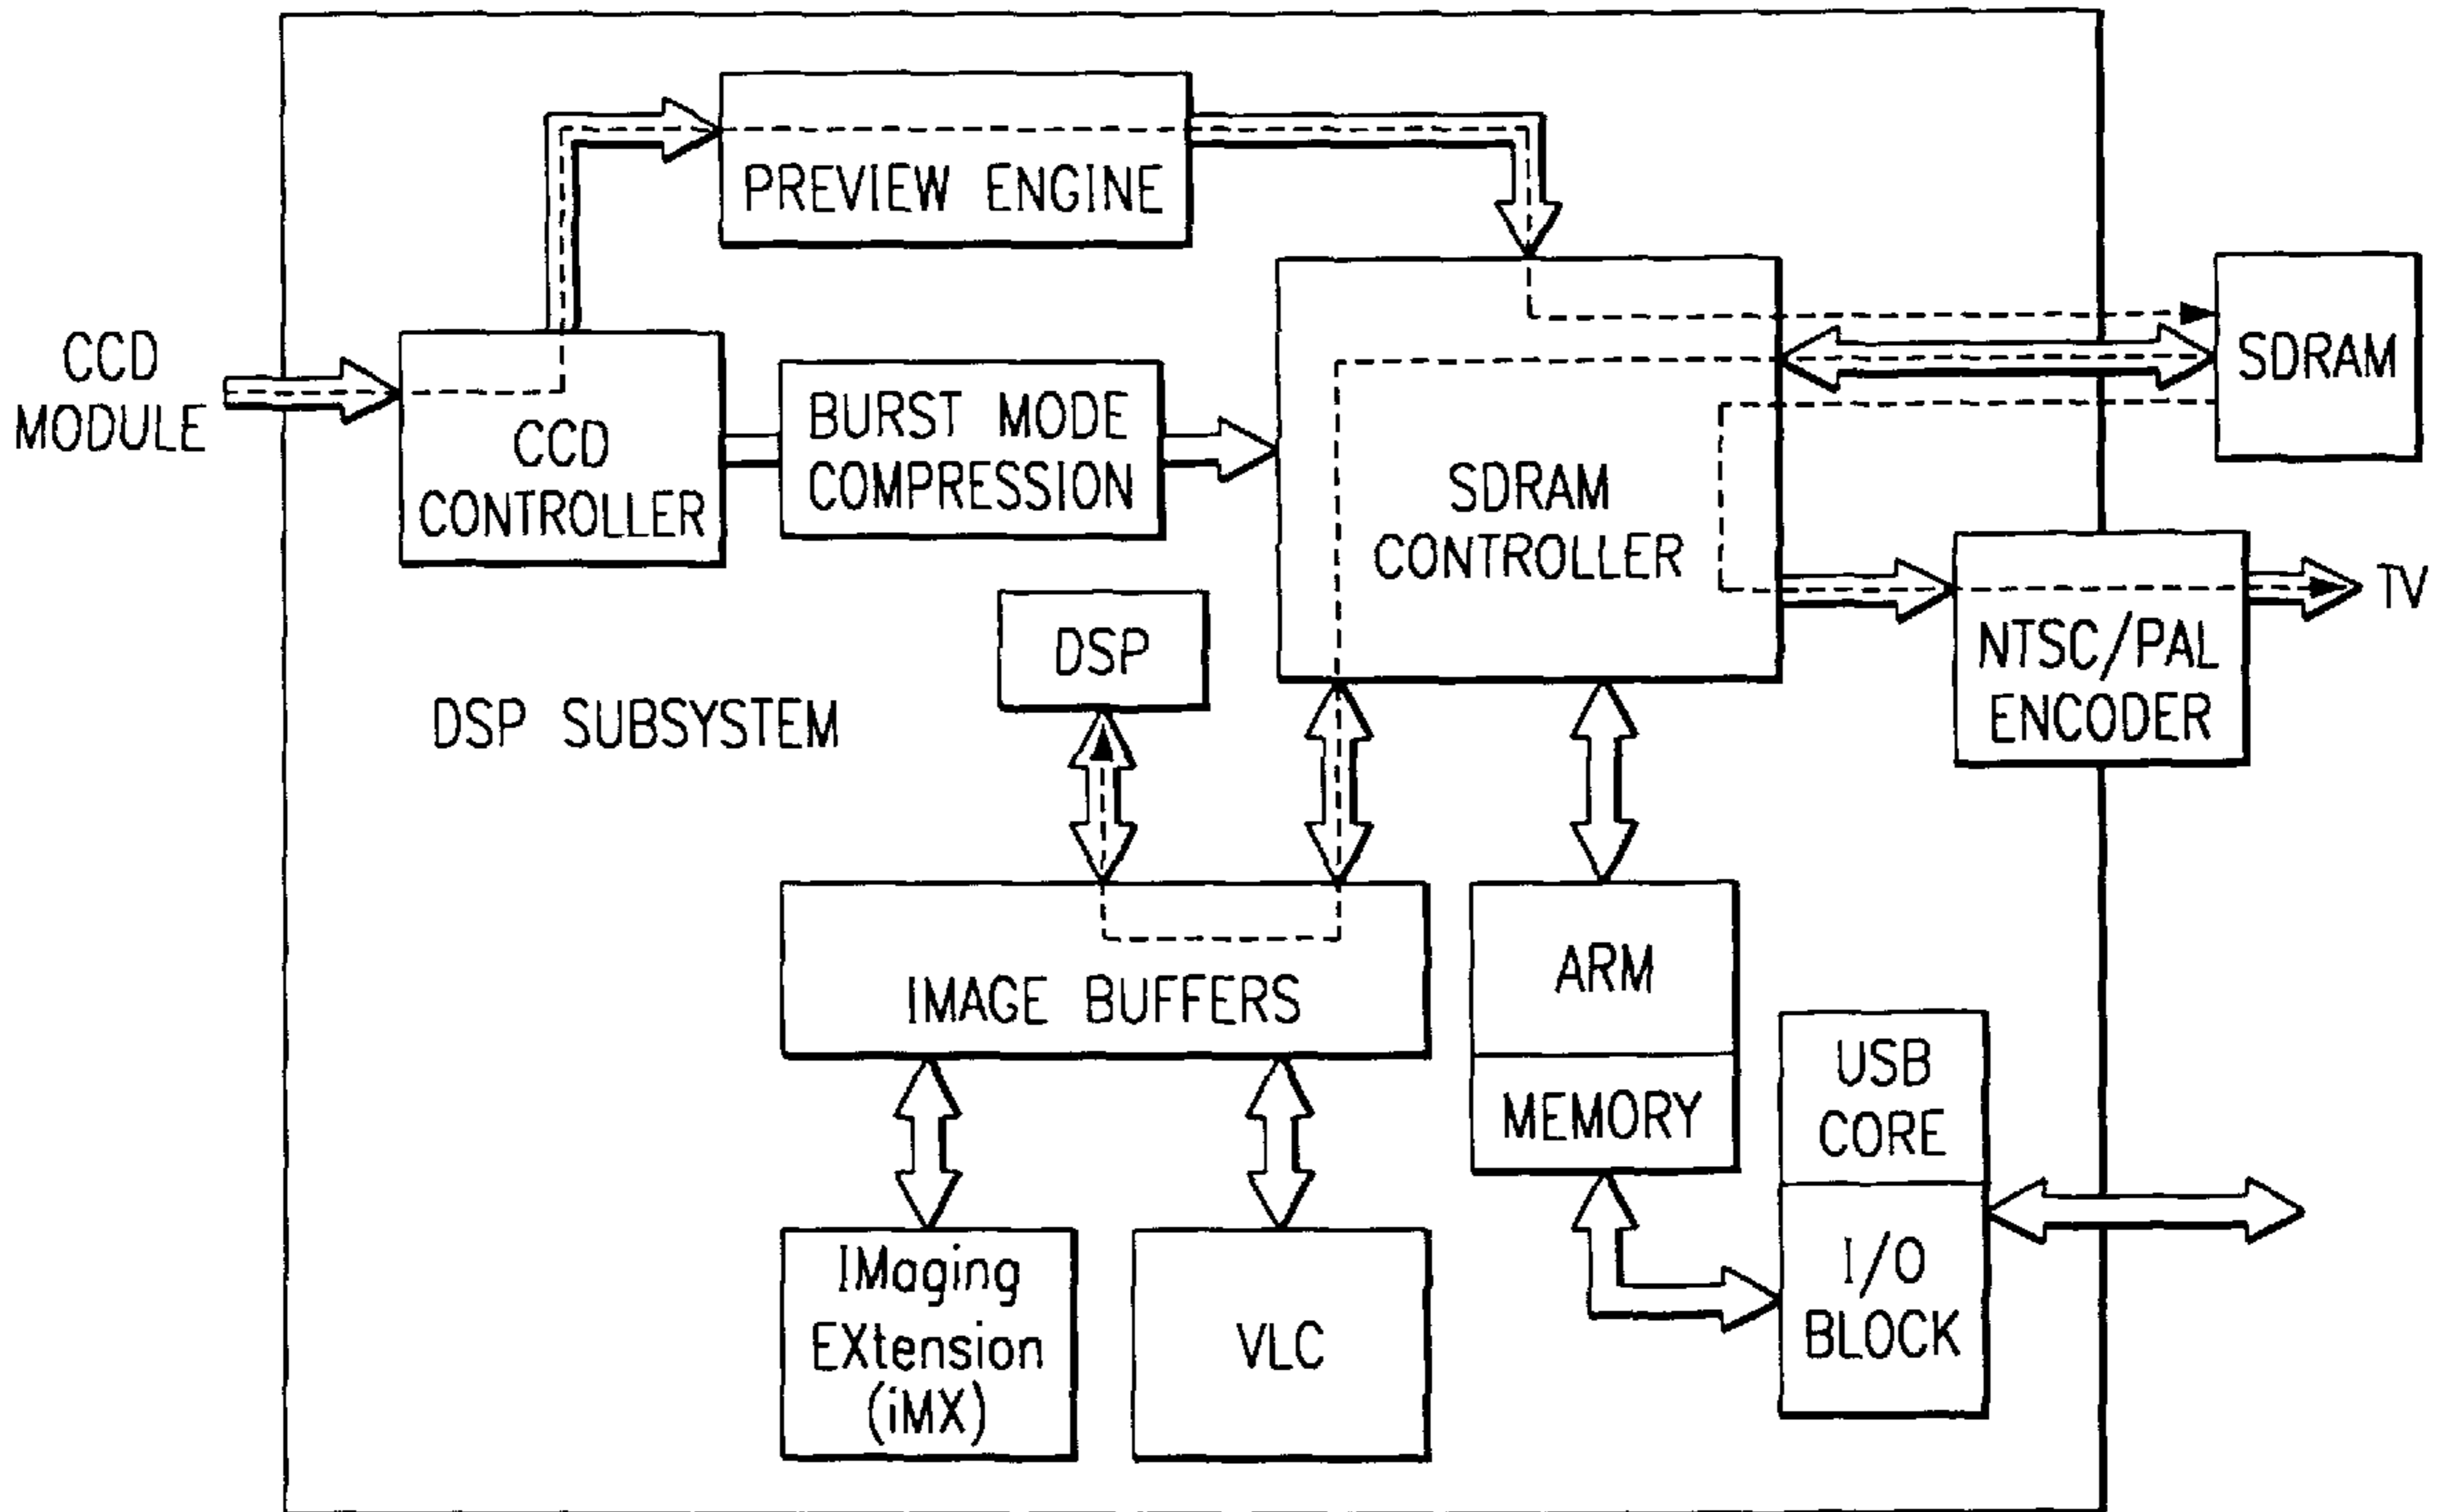 PREVIEW ENGINE
CCD
MODULE
CCD
CONTROLLER
BURST MODE
COMPRESSION
SDRAM
CONTROLLER
SDRAM
TV
NTSC/PAL
ENCODER
DSP
DSP SUBSYSTEM
IMAGE BUFFERS
ARM
MEMORY
USB
CORE
I/O
BLOCK
IMaging
EXtension
(iMX)
VLC